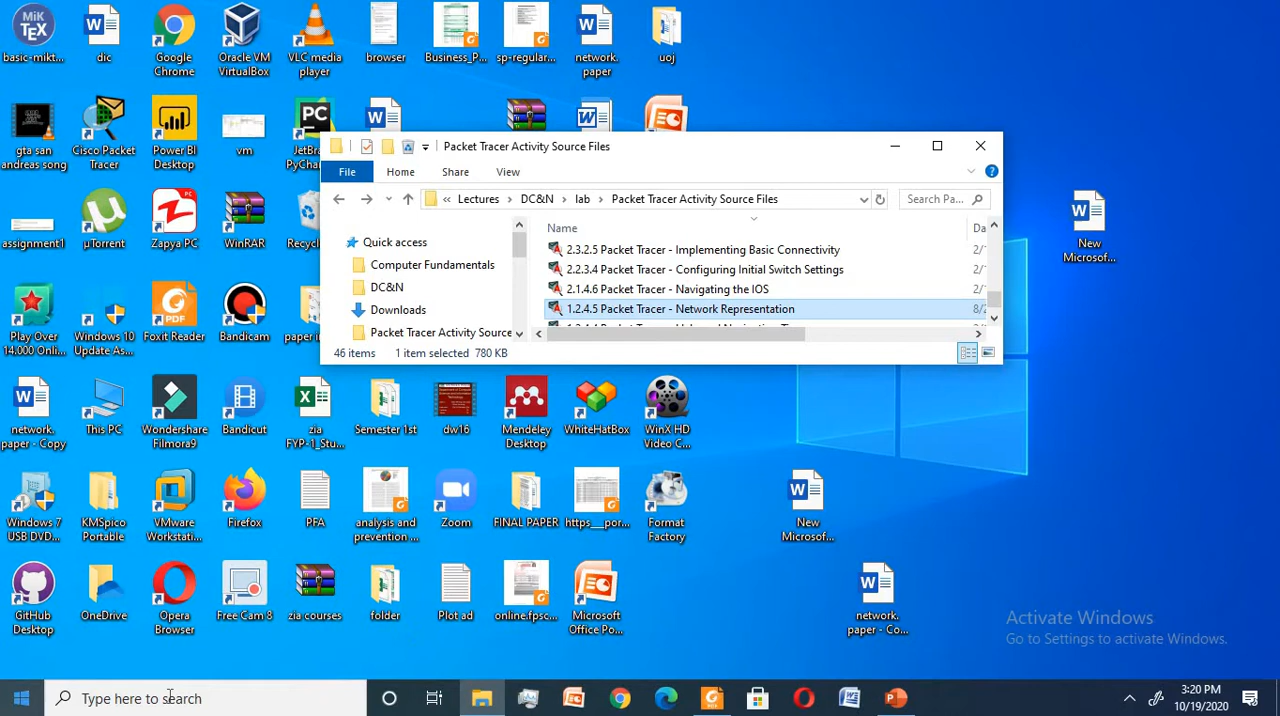 basic-mikt...
dic
Google
Chrome
Oracle VM
VirtualBox
VLC media
player
browser
Business_P...
sp-regular...
network.
paper
uoj
gta san
andreas song
Cisco Packet
Tracer
Power BI
Desktop
vm
JetBra
PyCharm
Packet Tracer Activity Source Files
File
Home
Share
View
« Lectures > DC&N > lab > Packet Tracer Activity Source Files
Search Pa...
Name
Da
Quick access
Computer Fundamentals
DC&N
Downloads
Packet Tracer Activity Source
2.3.2.5 Packet Tracer - Implementing Basic Connectivity
2/
2.2.3.4 Packet Tracer - Configuring Initial Switch Settings
2/
2.1.4.6 Packet Tracer - Navigating the IOS
2/
1.2.4.5 Packet Tracer - Network Representation
8/2
46 items
1 item selected 780 KB
assignment1
µTorrent
Zapya PC
WinRAR
Recyc
New
Microsof...
Play Over
14.000 Onli...
Windows 10
Update As...
Foxit Reader
Bandicam
paper i
network.
paper - Copy
This PC
Wondershare
Filmora9
Bandicut
zia
FYP-1_Stu...
Semester 1st
dw16
Mendeley
Desktop
WhiteHatBox
WinX HD
Video C...
Windows 7
USB DVD...
KMSpico
Portable
VMware
Workstati...
Firefox
PFA
analysis and
prevention ...
Zoom
FINAL PAPER
https__por...
Format
Factory
New
Microsof...
GitHub
Desktop
OneDrive
Opera
Browser
Free Cam 8
zia courses
folder
Plot ad
online.fpsc...
Microsoft
Office Po...
network.
paper - Co...
Activate Windows
Go to Settings to activate Windows.
Type here to search
3:20 PM
10/19/2020